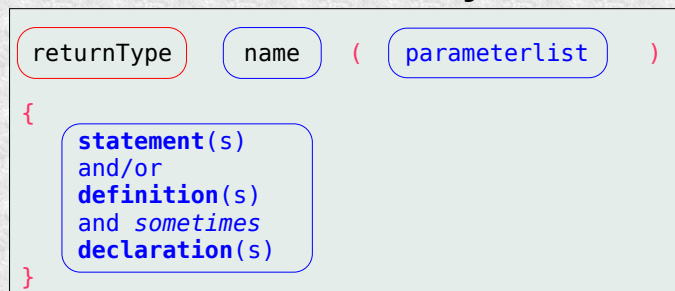 returnType name ( parameterlist )
{
statement(s)
and/or
definition(s)
and sometimes
declaration(s)
}